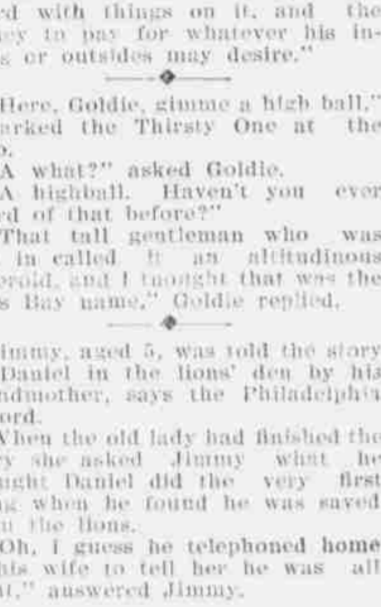 rd with things on it, and the
ney to pay for whatever his in-
s or outsides may desire."
Here, Goldie, gimme a high ball,"
arked the Thirsty One at the
A what?" asked Goldie.
A highball. Haven't you ever
rd of that before?"
That tall gentleman who was
in called it an altitudinous
eroid, and I thought that was the
s Bay name," Goldie replied.
immy, aged 5, was told the story
Daniel in the lions' den by his
ndmother, says the Philadelphia
ord.
When the old lady had finished the
ry she asked Jimmy what he
ught Daniel did the very first
ng when he found he was saved
m the lions.
Oh, i guess he telephoned home
his wife to tell her he was all
t," answered Jimmy.